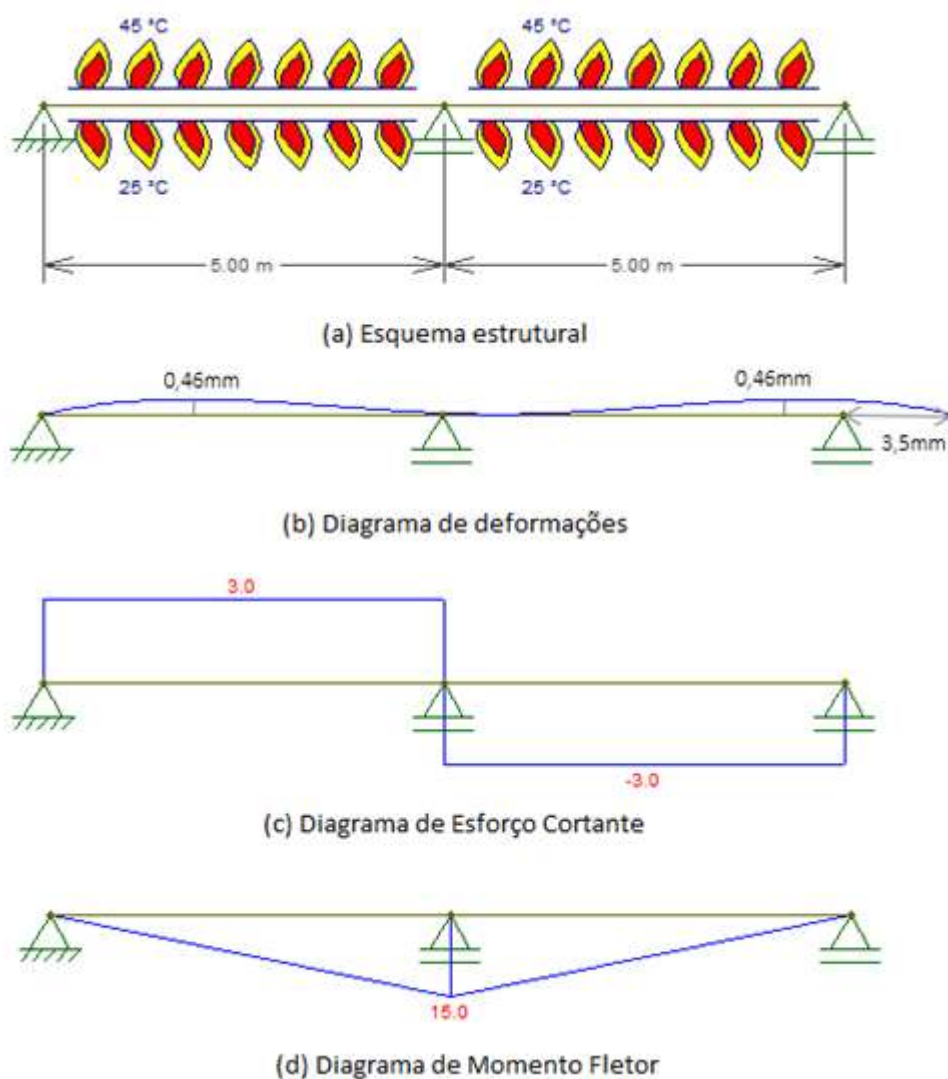 45 °C 45 °C
25 °C 25 °C
5.00 m 5.00 m
(a) Esquema estrutural
0,46mm 0,46mm
3,5mm
(b) Diagrama de deformações
3.0
-3.0
(c) Diagrama de Esforço Cortante
15.0
(d) Diagrama de Momento Fletor